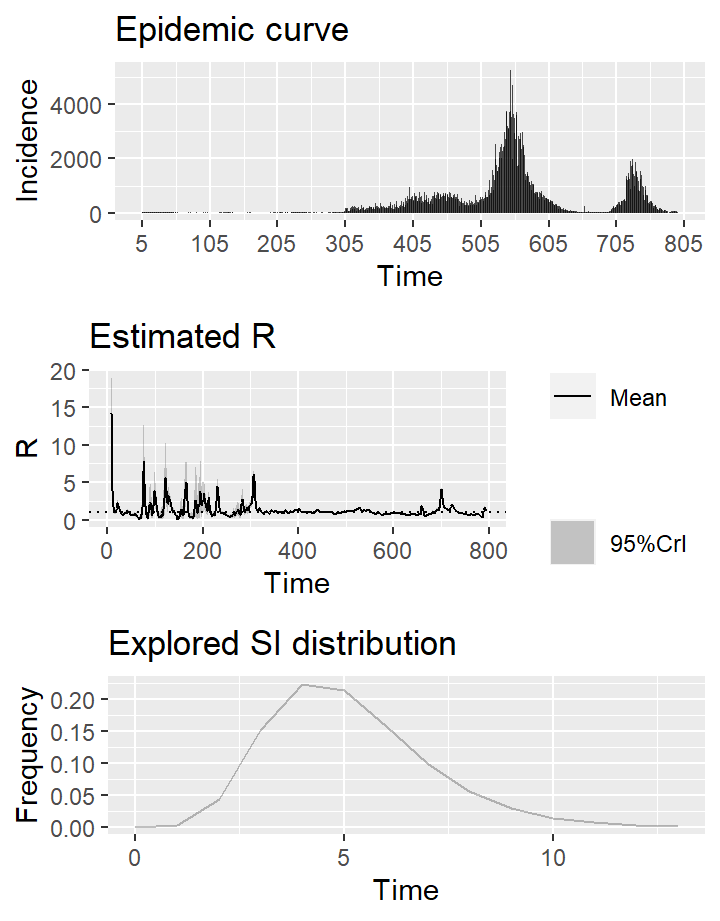 Epidemic curve
Incidence
4000
2000
0
5 105 205 305 405 505 605 705 805
Time
Estimated R
R
20
15
10
5
0
0 200 400 600 800
Time
Mean
95%CrI
Explored SI distribution
Frequency
0.20
0.15
0.10
0.05
0.00
0 5 10
Time